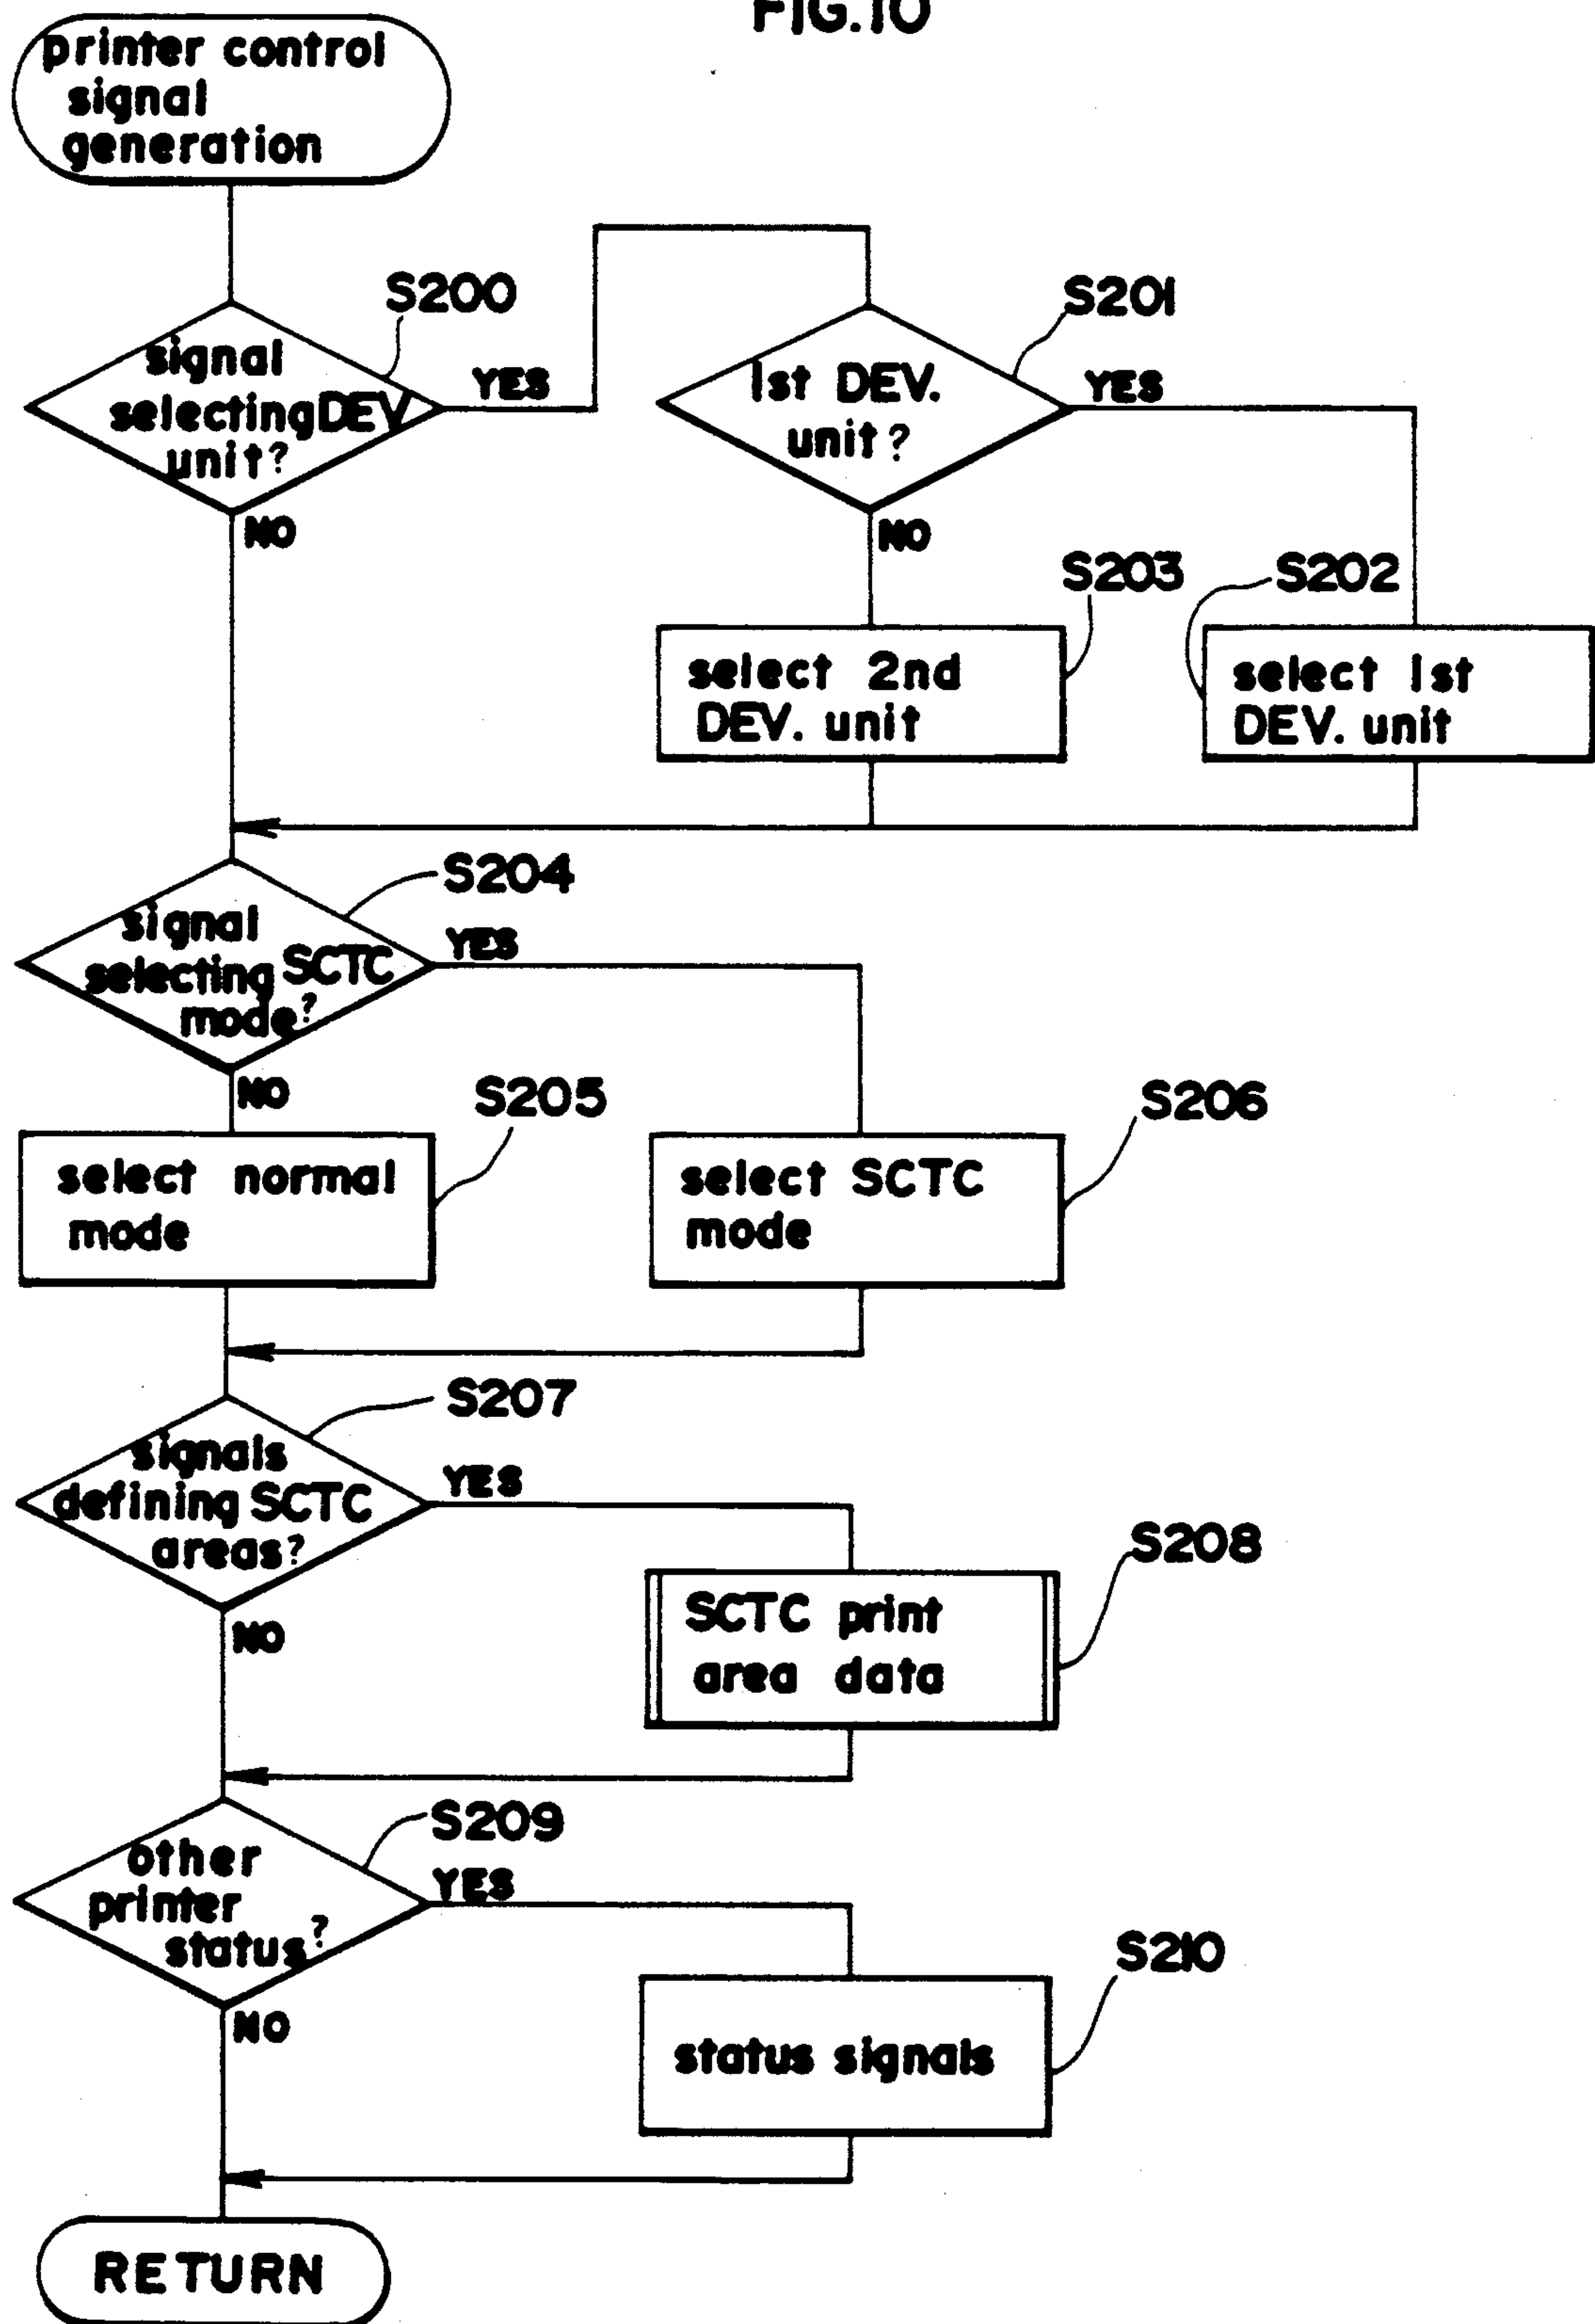 FIG.10
printer control
signal
generation
S200
signal
selecting DEV
unit?
YES
NO
S201
1st DEV.
unit?
YES
NO
S203
select 2nd
DEV. unit
S202
select 1st
DEV. unit
S204
signal
selecting SCTC
mode?
YES
NO
S205
select normal
mode
S206
select SCTC
mode
S207
signals
defining SCTC
areas?
YES
NO
S208
SCTC print
area data
S209
other
printer
status?
YES
NO
S210
status signals
RETURN